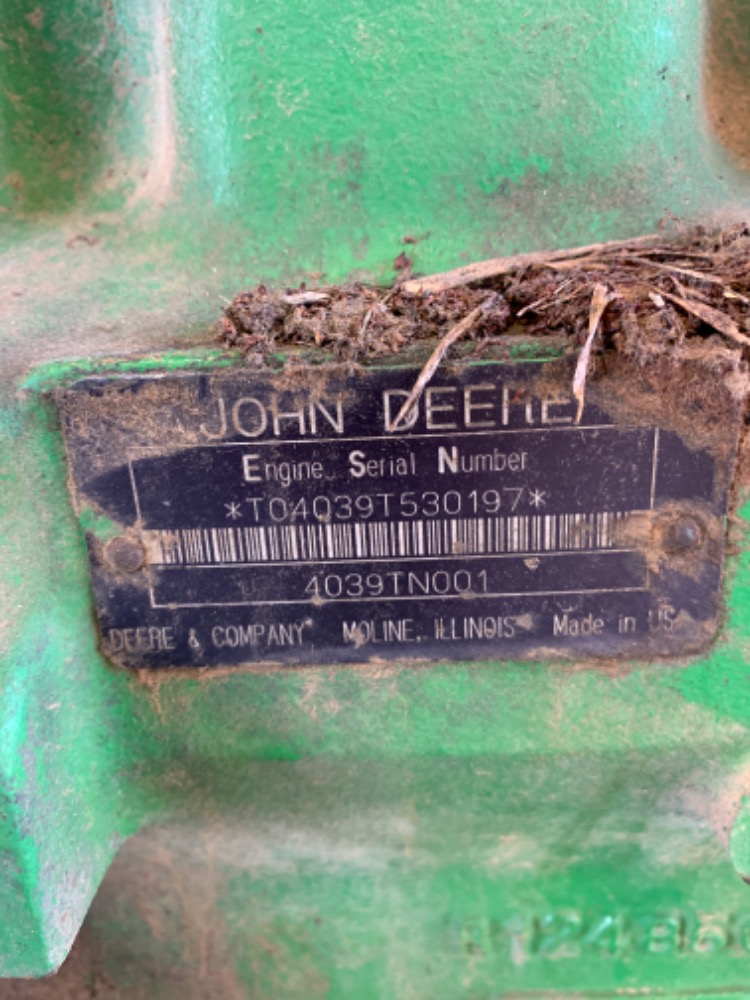 JOHN DEERE
Engine Serial Number
*T04039T530197*
4039TN001
DEERE & COMPANY MOLINE, ILLINOIS Made in US